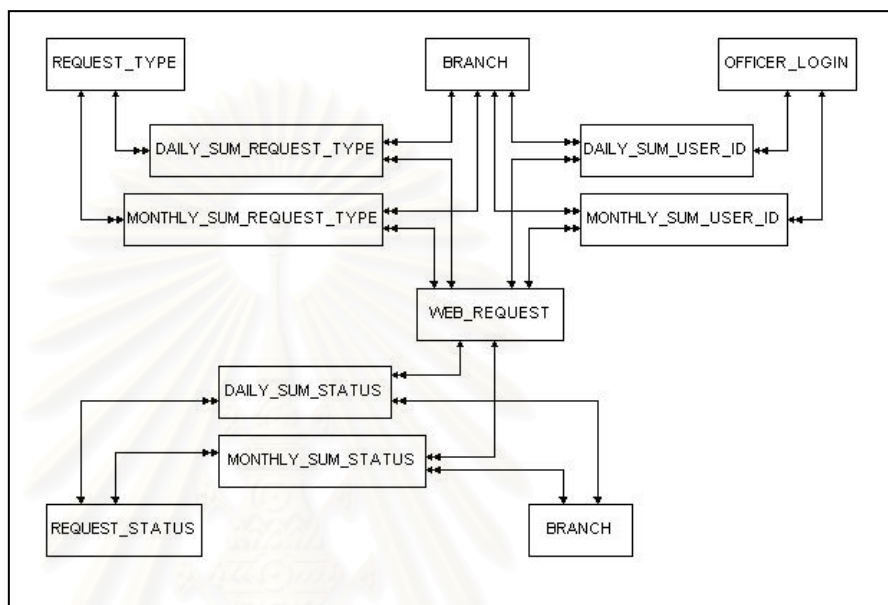 REQUEST_TYPE
BRANCH
OFFICER_LOGIN
DAILY_SUM_REQUEST_TYPE
DAILY_SUM_USER_ID
MONTHLY_SUM_REQUEST_TYPE
MONTHLY_SUM_USER_ID
WEB_REQUEST
DAILY_SUM_STATUS
MONTHLY_SUM_STATUS
REQUEST_STATUS
BRANCH